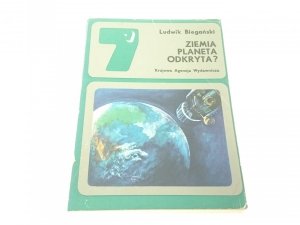 7
Ludwik Biegański
ZIEMIA
PLANETA
ODKRYTA?
Krajowa Agencja Wydawnicza